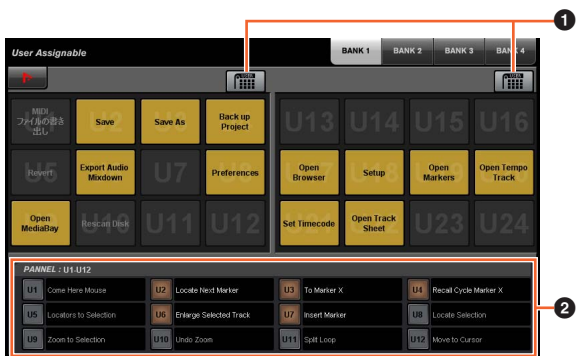 ❶
User Assignable
BANK 1
BANK 2
BANK 3
BANK 4
MIDI
ファイルの書き
出し
Save
Save As
Back up
Project
U13
U14
U15
U16
Revert
Export Audio
Mixdown
U7
Preferences
Open
Browser
Setup
Open
Markers
Open Tempo
Track
Open
MediaBay
Rescan Disk
U11
U12
Set Timecode
Open Track
Sheet
U23
U24
PANNEL : U1-U12
U1 Come Here Mouse
U2 Locate Next Marker
U3 To Marker X
U4 Recall Cycle Marker X
U5 Locators to Selection
U6 Enlarge Selected Track
U7 Insert Marker
U8 Locate Selection
U9 Zoom to Selection
U10 Undo Zoom
U11 Split Loop
U12 Move to Cursor
❷